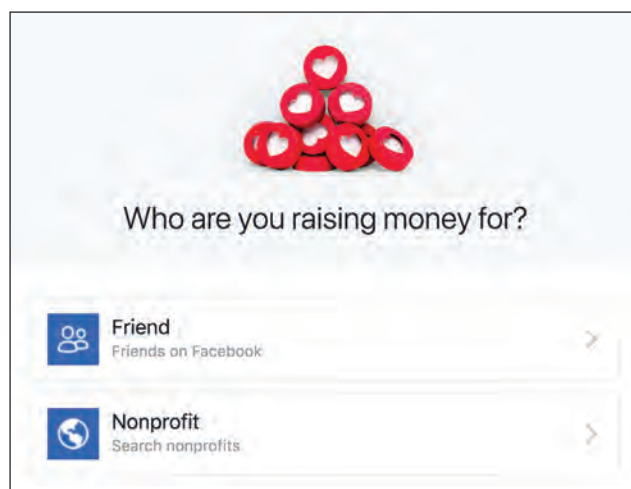 Who are you raising money for?
Friend
Friends on Facebook
Nonprofit
Search nonprofits